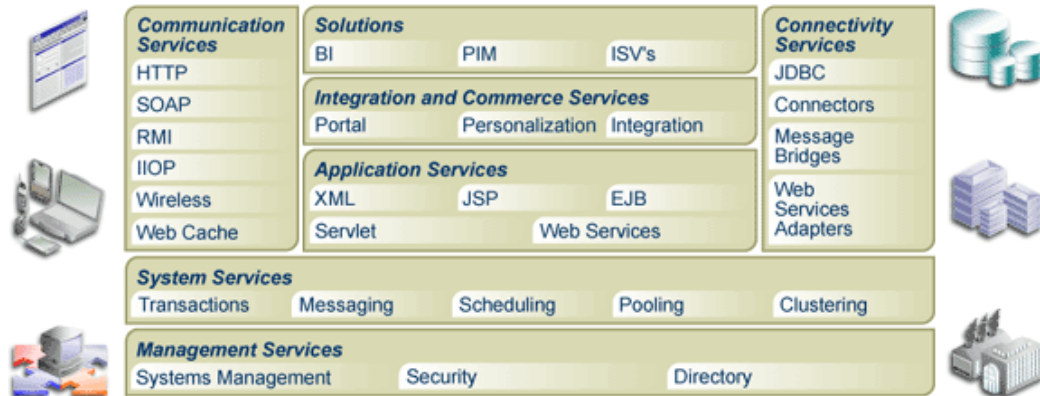 Communication
Services
HTTP
SOAP
RMI
IIOP
Wireless
Web Cache
Solutions
BI PIM ISV's
Integration and Commerce Services
Portal Personalization Integration
Application Services
XML JSP EJB
Servlet Web Services
Connectivity
Services
JDBC
Connectors
Message
Bridges
Web
Services
Adapters
System Services
Transactions Messaging Scheduling Pooling Clustering
Management Services
Systems Management Security Directory